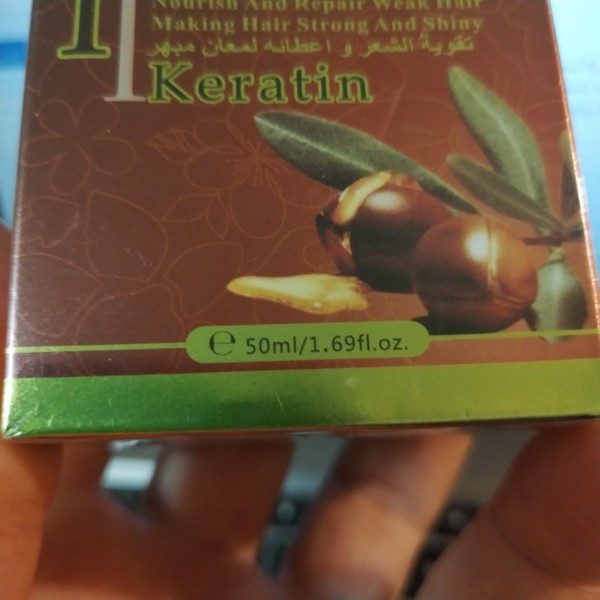 Nourish And Repair Weak Hair
Making Hair Strong And Shiny
تقوية الشعر و اعطائه لمعان مبهر
Keratin
e 50ml/1.69fl.oz.